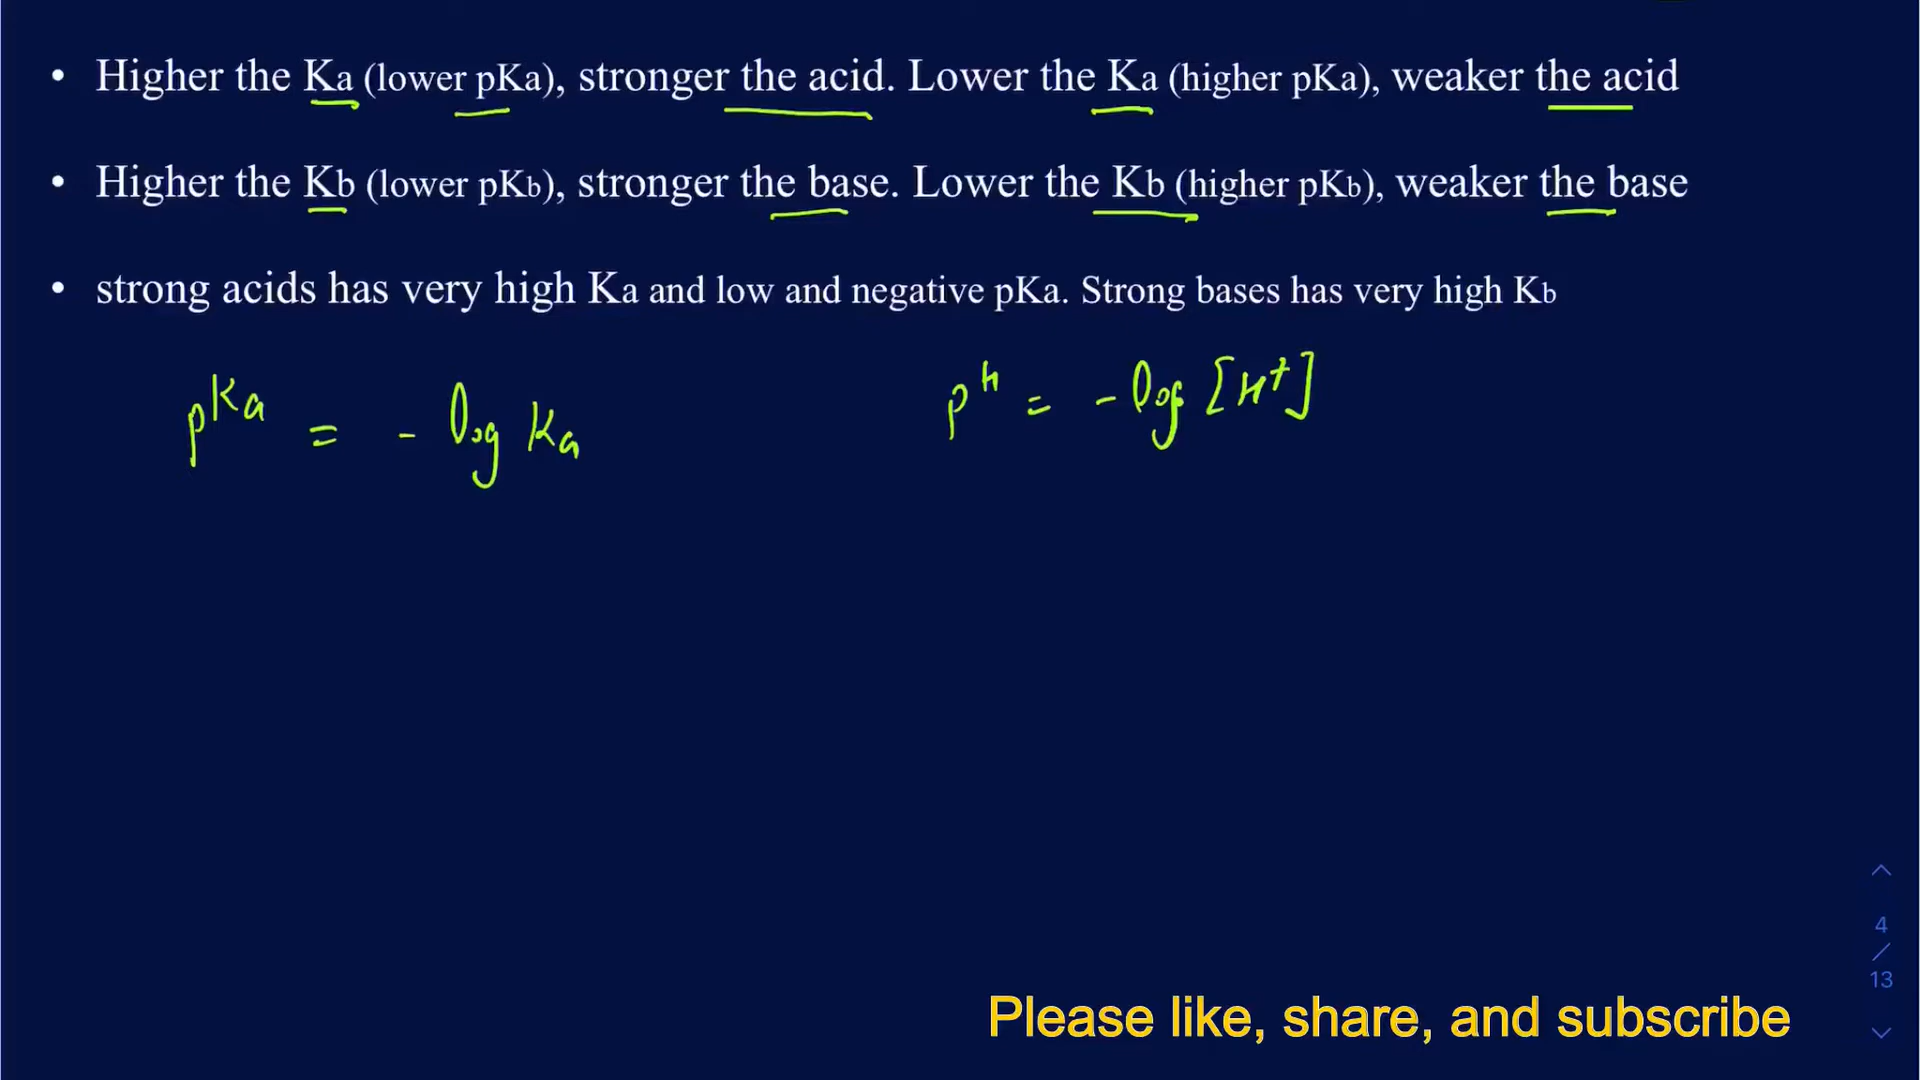 • Higher the Ka (lower pKa), stronger the acid. Lower the Ka (higher pKa), weaker the acid
• Higher the Kb (lower pKb), stronger the base. Lower the Kb (higher pKb), weaker the base
• strong acids has very high Ka and low and negative pKa. Strong bases has very high Kb
pKa = - log Ka
pH = - log [H+]
4
/
13
Please like, share, and subscribe